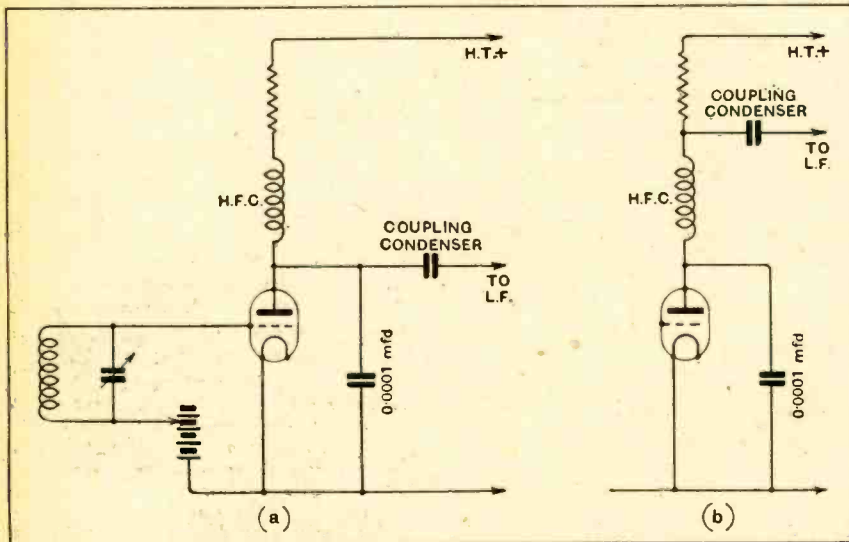 H.T.+
H.F.C.
COUPLING
CONDENSER
TO
L.F.
0.0001 mfd
(a)
H.T.+
COUPLING
CONDENSER
TO
L.F.
H.F.C.
0.0001 mfd
(b)